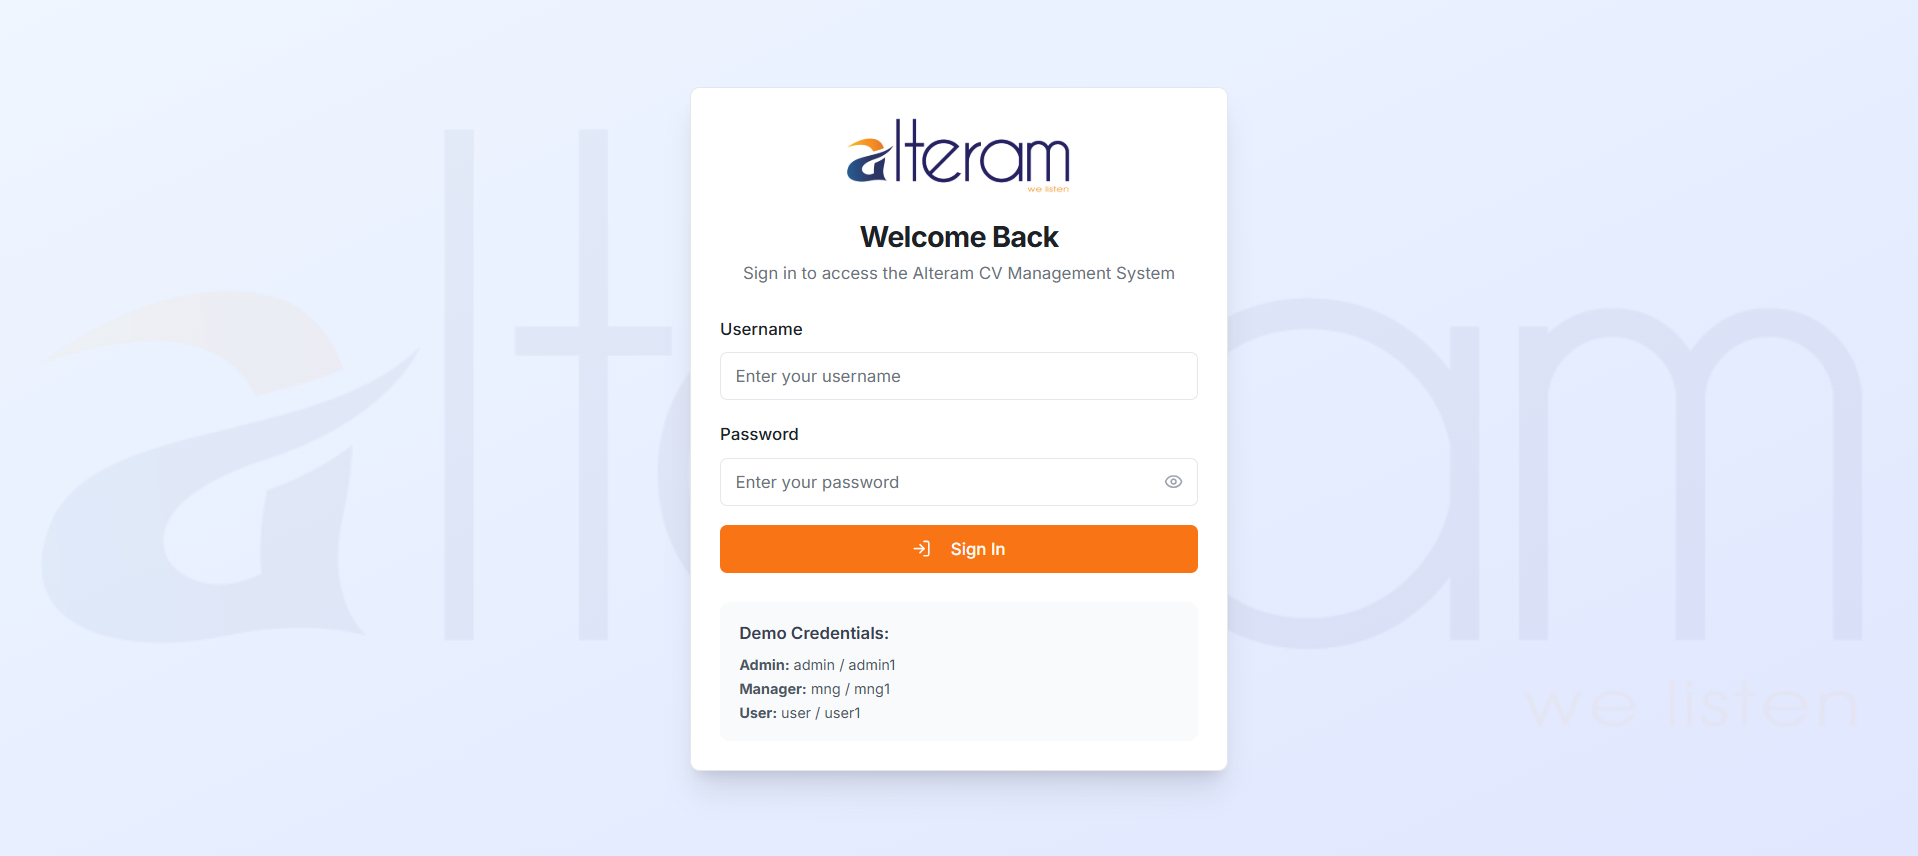 alteram
we listen
Welcome Back
Sign in to access the Alteram CV Management System
Username
Enter your username
Password
Enter your password
Sign In
Demo Credentials:
Admin: admin / admin1
Manager: mng / mng1
User: user / user1
alteram
we listen